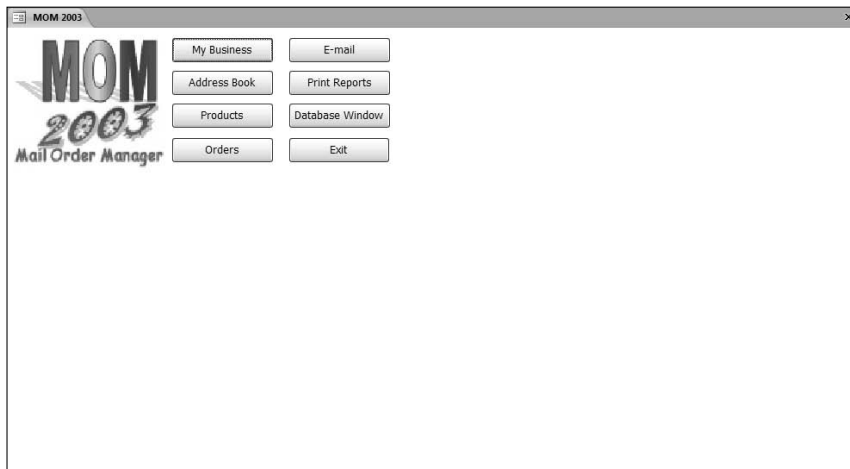 MOM 2003
MOM
2003
Mail Order Manager
My Business
E-mail
Address Book
Print Reports
Products
Database Window
Orders
Exit